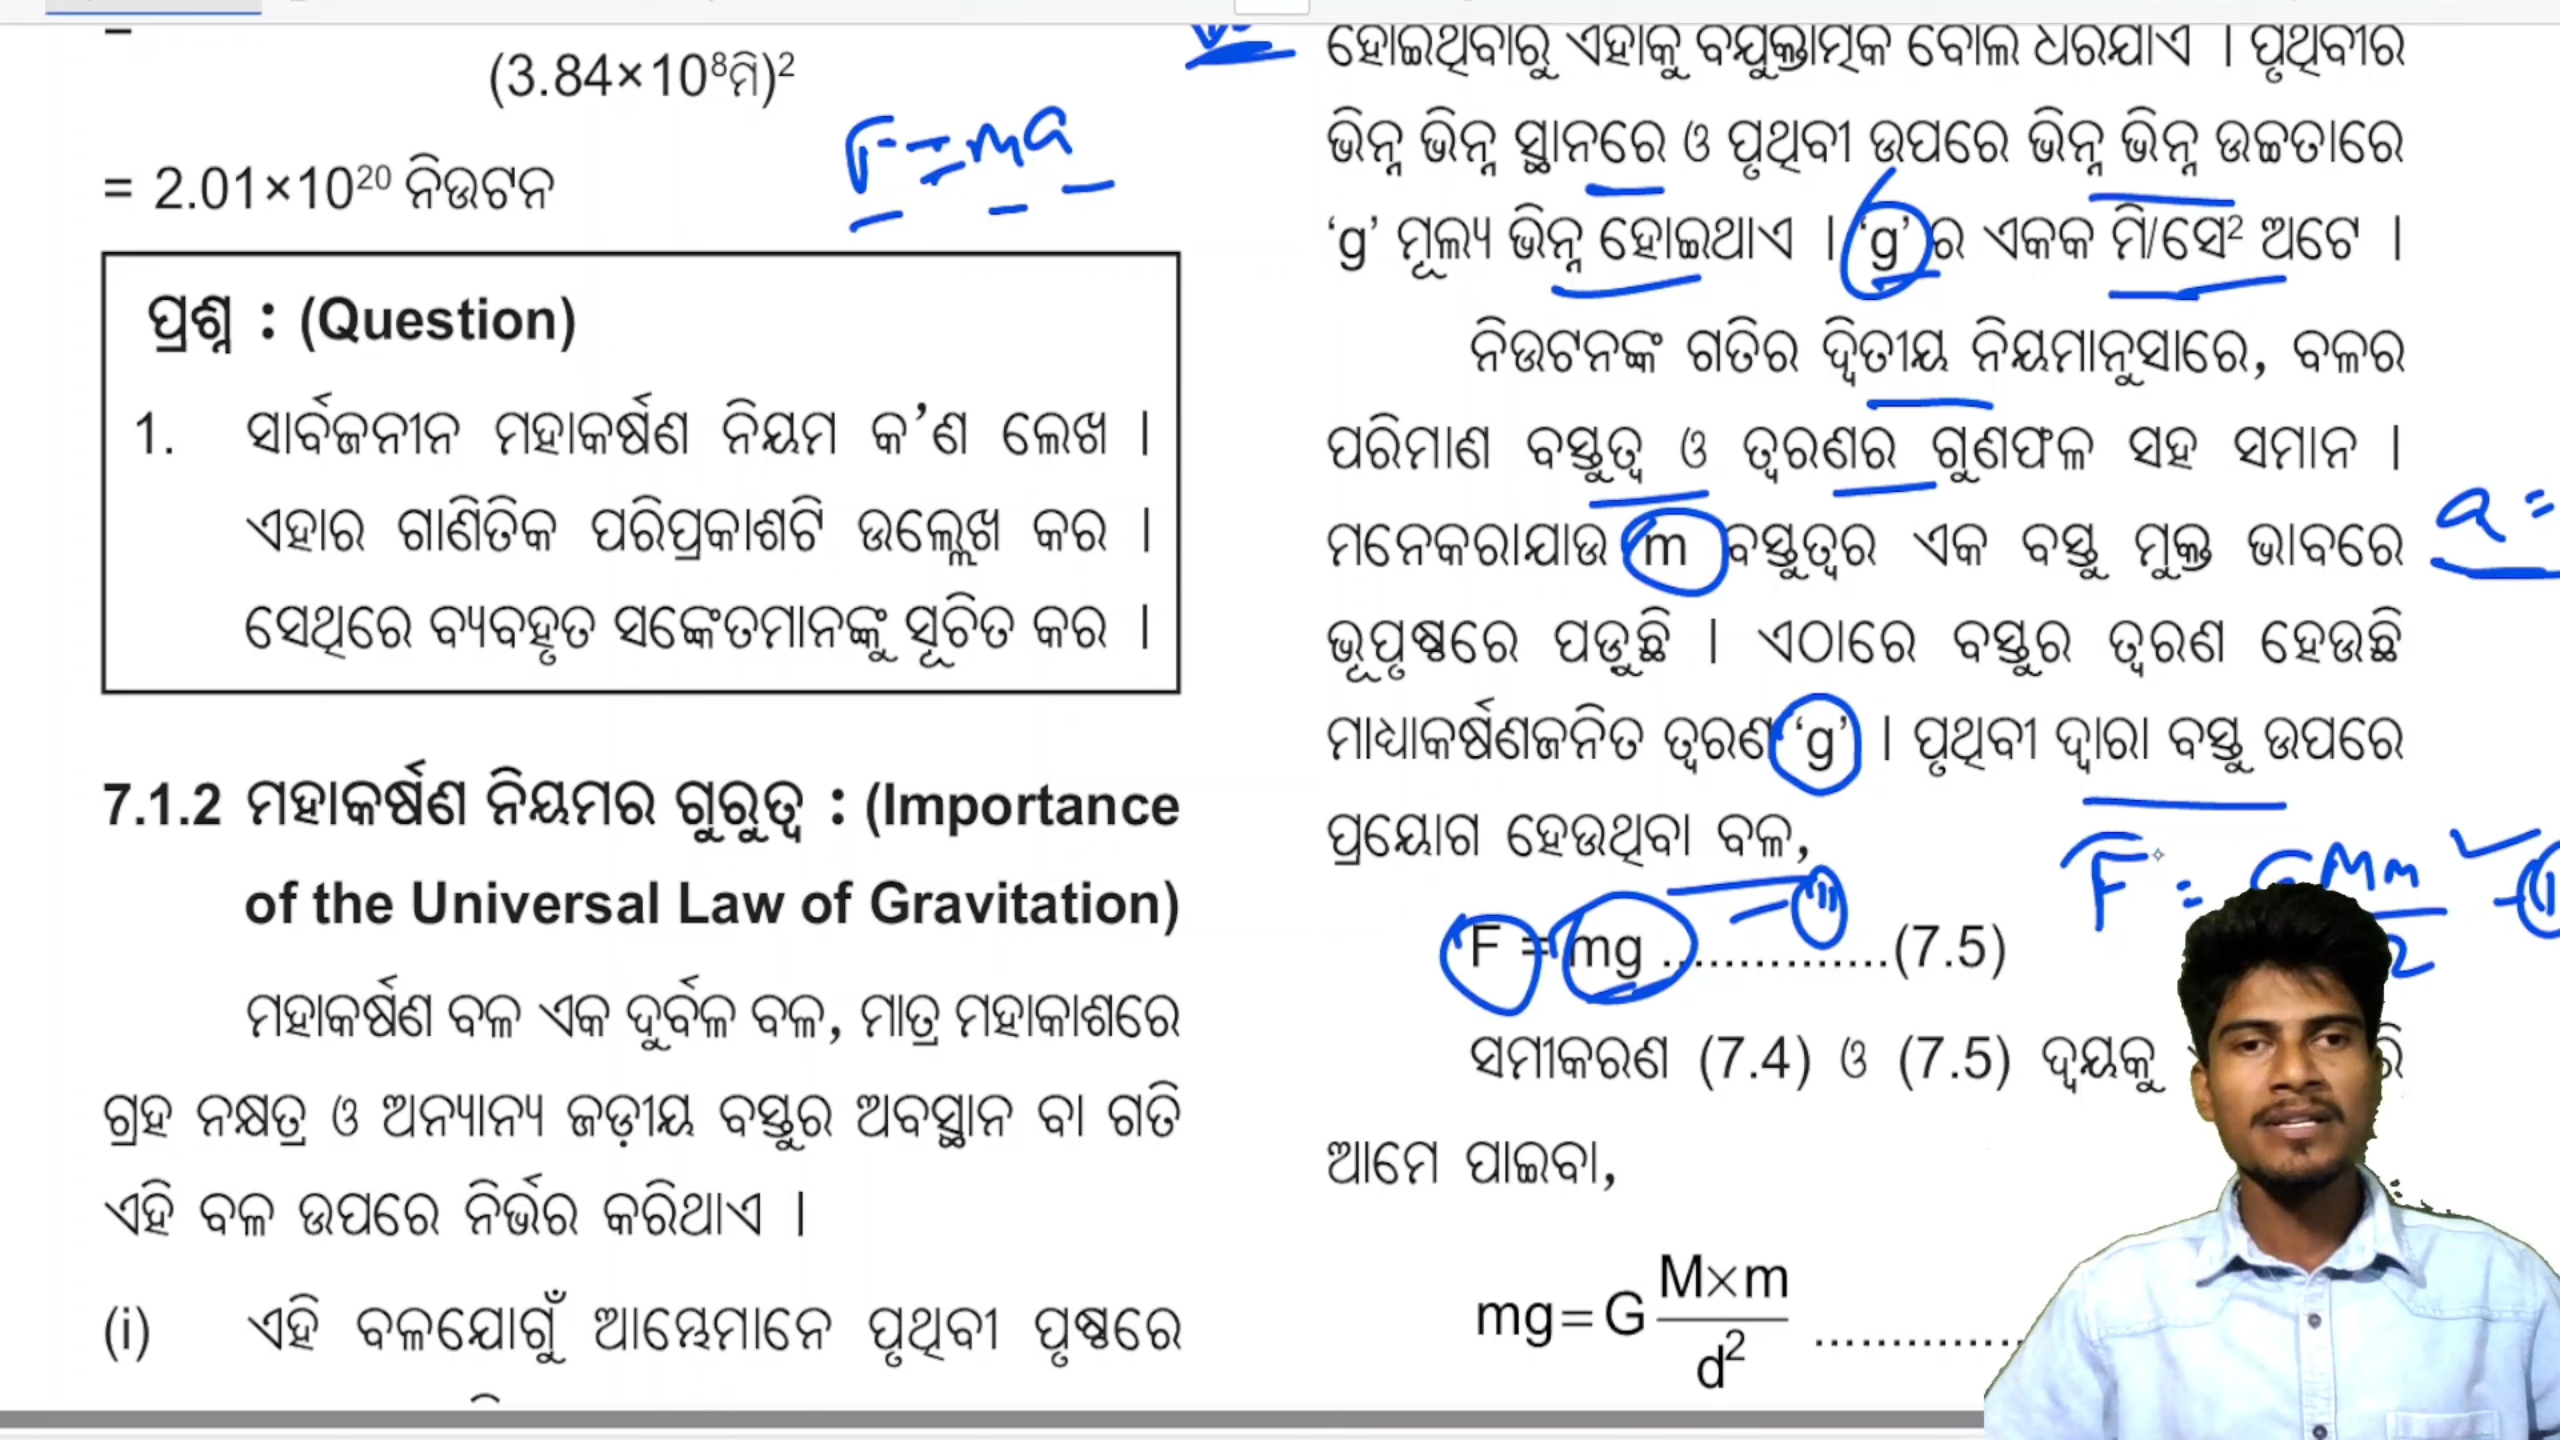 (3.84×10⁸ମି)²
= 2.01×10²⁰ ନିଉଟନ
F = ma
ପ୍ରଶ୍ନ : (Question)
1. ସାର୍ବଜନୀନ ମହାକର୍ଷଣ ନିୟମ କ’ଣ ଲେଖ ।
ଏହାର ଗାଣିତିକ ପରିପ୍ରକାଶଟି ଉଲ୍ଲେଖ କର ।
ସେଥିରେ ବ୍ୟବହୃତ ସଙ୍କେତମାନଙ୍କୁ ସୂଚିତ କର ।
7.1.2 ମହାକର୍ଷଣ ନିୟମର ଗୁରୁତ୍ୱ : (Importance
of the Universal Law of Gravitation)
ମହାକର୍ଷଣ ବଳ ଏକ ଦୁର୍ବଳ ବଳ, ମାତ୍ର ମହାକାଶରେ
ଗ୍ରହ ନକ୍ଷତ୍ର ଓ ଅନ୍ୟାନ୍ୟ ଜଡ଼ୀୟ ବସ୍ତୁର ଅବସ୍ଥାନ ବା ଗତି
ଏହି ବଳ ଉପରେ ନିର୍ଭର କରିଥାଏ ।
(i) ଏହି ବଳଯୋଗୁଁ ଆମ୍ଭେମାନେ ପୃଥିବୀ ପୃଷ୍ଠରେ
ହୋଇଥିବାରୁ ଏହାକୁ ବଯୁକ୍ତାତ୍ମକ ବୋଲ ଧରଯାଏ । ପୃଥିବୀର
ଭିନ୍ନ ଭିନ୍ନ ସ୍ଥାନରେ ଓ ପୃଥିବୀ ଉପରେ ଭିନ୍ନ ଭିନ୍ନ ଉଚ୍ଚତାରେ
‘g’ ମୂଲ୍ୟ ଭିନ୍ନ ହୋଇଥାଏ । ‘g’ ର ଏକକ ମି/ସେ² ଅଟେ ।
ନିଉଟନଙ୍କ ଗତିର ଦ୍ୱିତୀୟ ନିୟମାନୁସାରେ, ବଳର
ପରିମାଣ ବସ୍ତୁତ୍ୱ ଓ ତ୍ୱରଣର ଗୁଣଫଳ ସହ ସମାନ ।
ମନେକରାଯାଉ m ବସ୍ତୁତ୍ୱର ଏକ ବସ୍ତୁ ମୁକ୍ତ ଭାବରେ
a =
ଭୂପୃଷ୍ଠରେ ପଡୁଛି । ଏଠାରେ ବସ୍ତୁର ତ୍ୱରଣ ହେଉଛି
ମାଧ୍ୟାକର୍ଷଣଜନିତ ତ୍ୱରଣ ‘g’ । ପୃଥିବୀ ଦ୍ୱାରା ବସ୍ତୁ ଉପରେ
ପ୍ରୟୋଗ ହେଉଥିବା ବଳ,
F = mg ...............(7.5)
F = GMm
2
ସମୀକରଣ (7.4) ଓ (7.5) ଦ୍ୱୟକୁ
ଆମେ ପାଇବା,
mg=G M×m
d² ..............